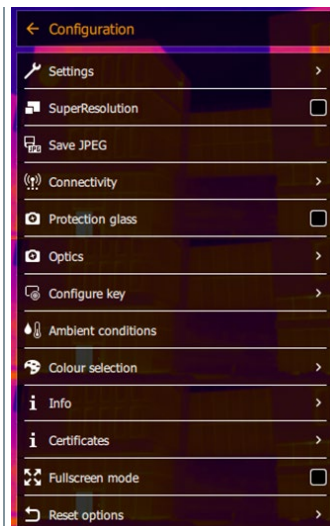 Configuration
Settings
SuperResolution
JPG
Save JPEG
Connectivity
Protection glass
Optics
Configure key
Ambient conditions
Colour selection
Info
Certificates
Fullscreen mode
Reset options